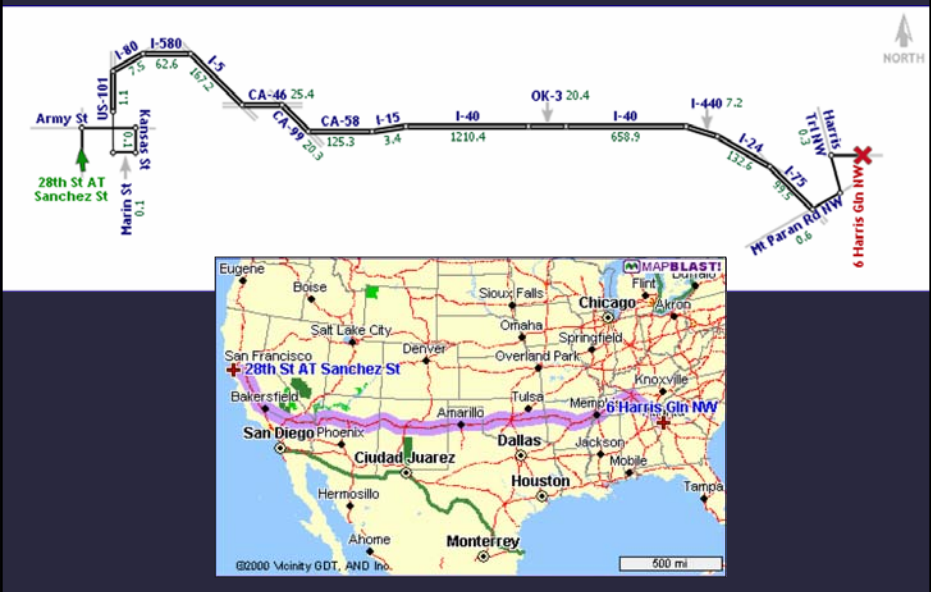 NORTH
I-80
7.5
I-580
62.6
I-5
167.2
US-101
1.1
CA-46 25.4
CA-99
20.3
CA-58
125.3
I-15
3.4
I-40
1210.4
OK-3 20.4
I-40
658.9
I-440 7.2
I-24
132.6
I-75
99.5
Harris
Trl NW
0.3
Army St
Kansas St
0.1
28th St AT
Sanchez St
Marin St
0.1
Mt Paran Rd NW
0.6
6 Harris Gln NW
MAPBLAST!
Eugene
Boise
Sioux Falls
Flint
Buffalo
Chicago
Akron
Salt Lake City
Omaha
Springfield
Denver
Overland Park
San Francisco
28th St AT Sanchez St
Knoxville
Bakersfield
Tulsa
Memph
6 Harris Gln NW
Amarillo
San Diego
Phoenix
Dallas
Jackson
Ciudad Juarez
Mobile
Houston
Tampa
Hermosillo
Ahome
Monterrey
©2000 Vicinity GDT, AND Inc.
500 mi